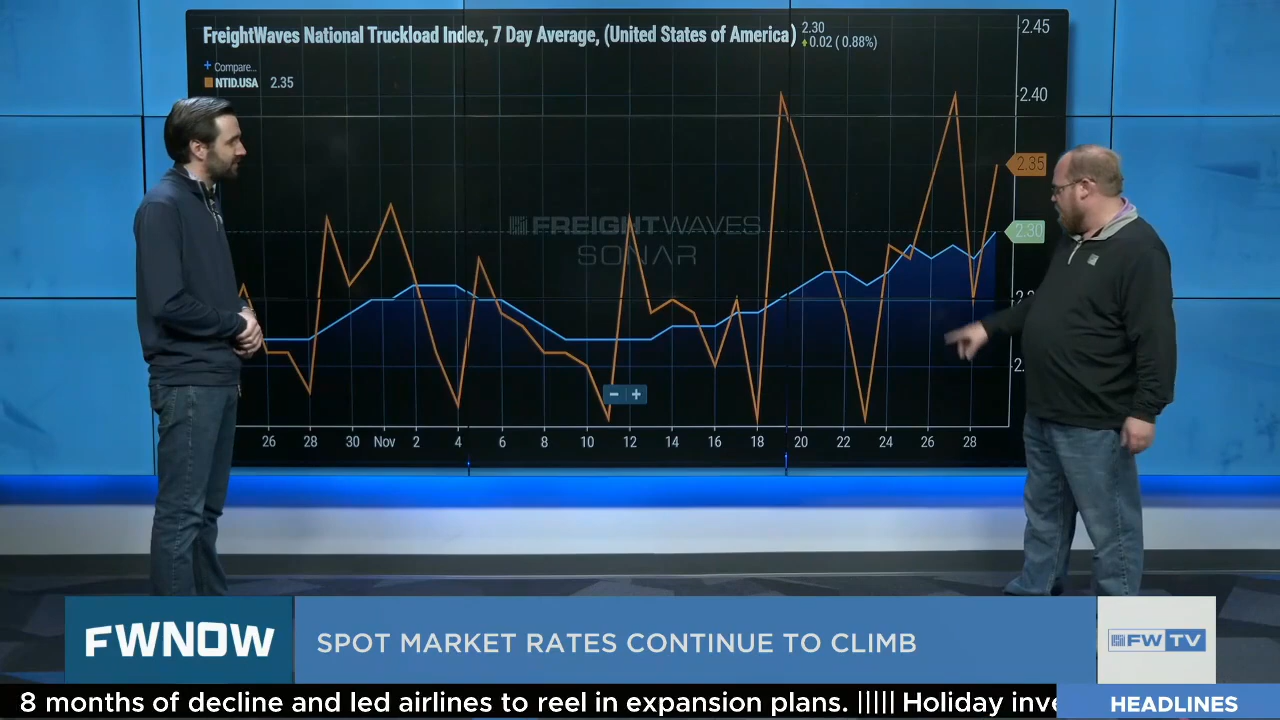 FreightWaves National Truckload Index, 7 Day Average, (United States of America) 2.30
0.02 ( 0.88%)
+ Compare...
NTID.USA 2.35
2.45
2.40
2.35
2.30
FREIGHTWAVES
SONAR
− +
26 28 30 Nov 2 4 6 8 10 12 14 16 18 20 22 24 26 28
FWNOW
SPOT MARKET RATES CONTINUE TO CLIMB
FWTV
8 months of decline and led airlines to reel in expansion plans. ||||| Holiday inve
HEADLINES